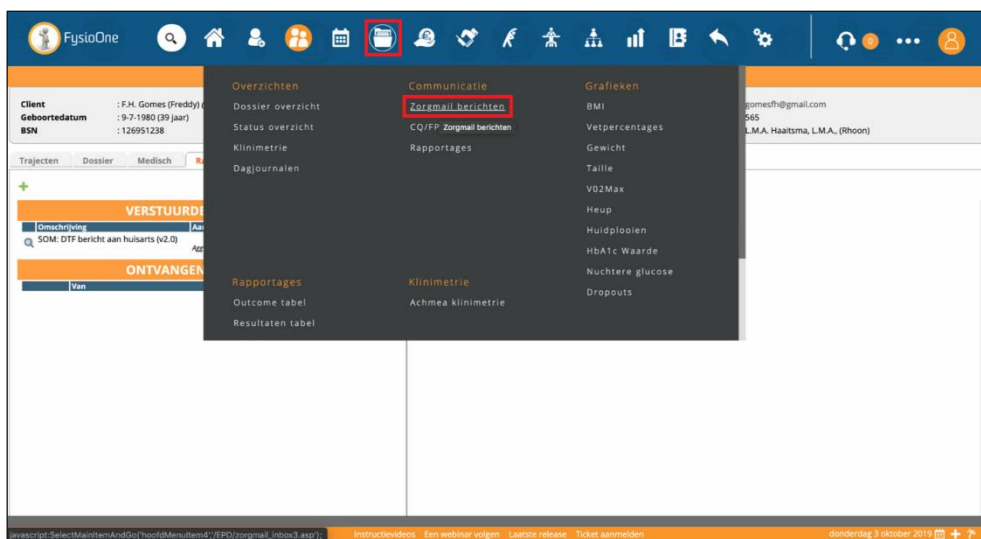 FysioOne
0
Client : F.H. Gomes (Freddy)
Geboortedatum : 9-7-1980 (39 jaar)
BSN : 126951238
gomesfh@gmail.com
565
L.M.A. Haaitsma, L.M.A., (Rhoon)
Trajecten Dossier Medisch
VERSTUURDE
Omschrijving
SOM: DTF bericht aan huisarts (v2.0)
ONTVANGEN
Van
Overzichten
Dossier overzicht
Status overzicht
Klinimetrie
Dagjournalen
Communicatie
Zorgmail berichten
CQ/FP Zorgmail berichten
Rapportages
Grafieken
BMI
Vetpercentages
Gewicht
Taille
V02Max
Heup
Huidplooien
HbA1c Waarde
Nuchtere glucose
Dropouts
Rapportages
Outcome tabel
Resultaten tabel
Klinimetrie
Achmea klinimetrie
javascript:SelectMainItemAndGo('hoofdMenuItem4','/EPD/zorgmail_inbox3.asp');
Instructievideos Een webinar volgen Laatste release Ticket aanmelden
donderdag 3 oktober 2019